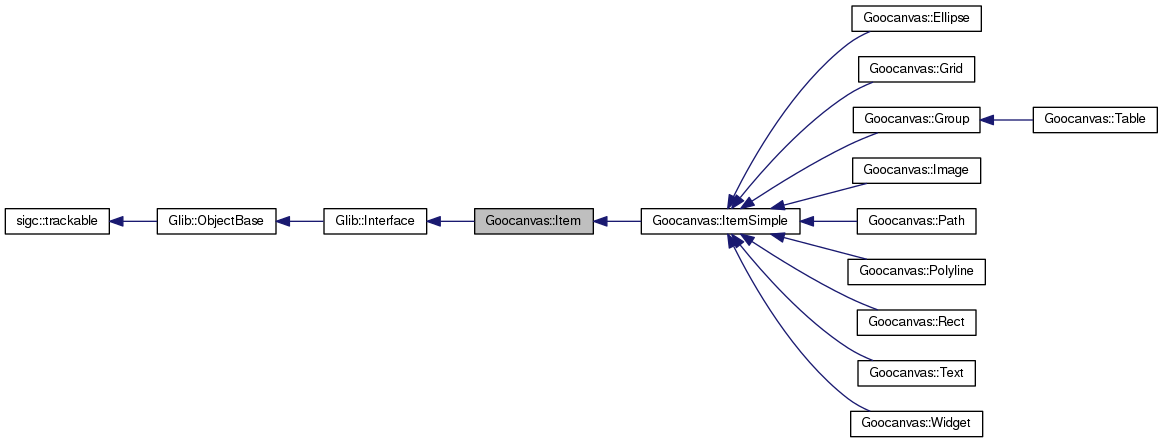 Goocanvas::Ellipse
Goocanvas::Grid
Goocanvas::Group
Goocanvas::Table
Goocanvas::Image
sigc::trackable
Glib::ObjectBase
Glib::Interface
Goocanvas::Item
Goocanvas::ItemSimple
Goocanvas::Path
Goocanvas::Polyline
Goocanvas::Rect
Goocanvas::Text
Goocanvas::Widget